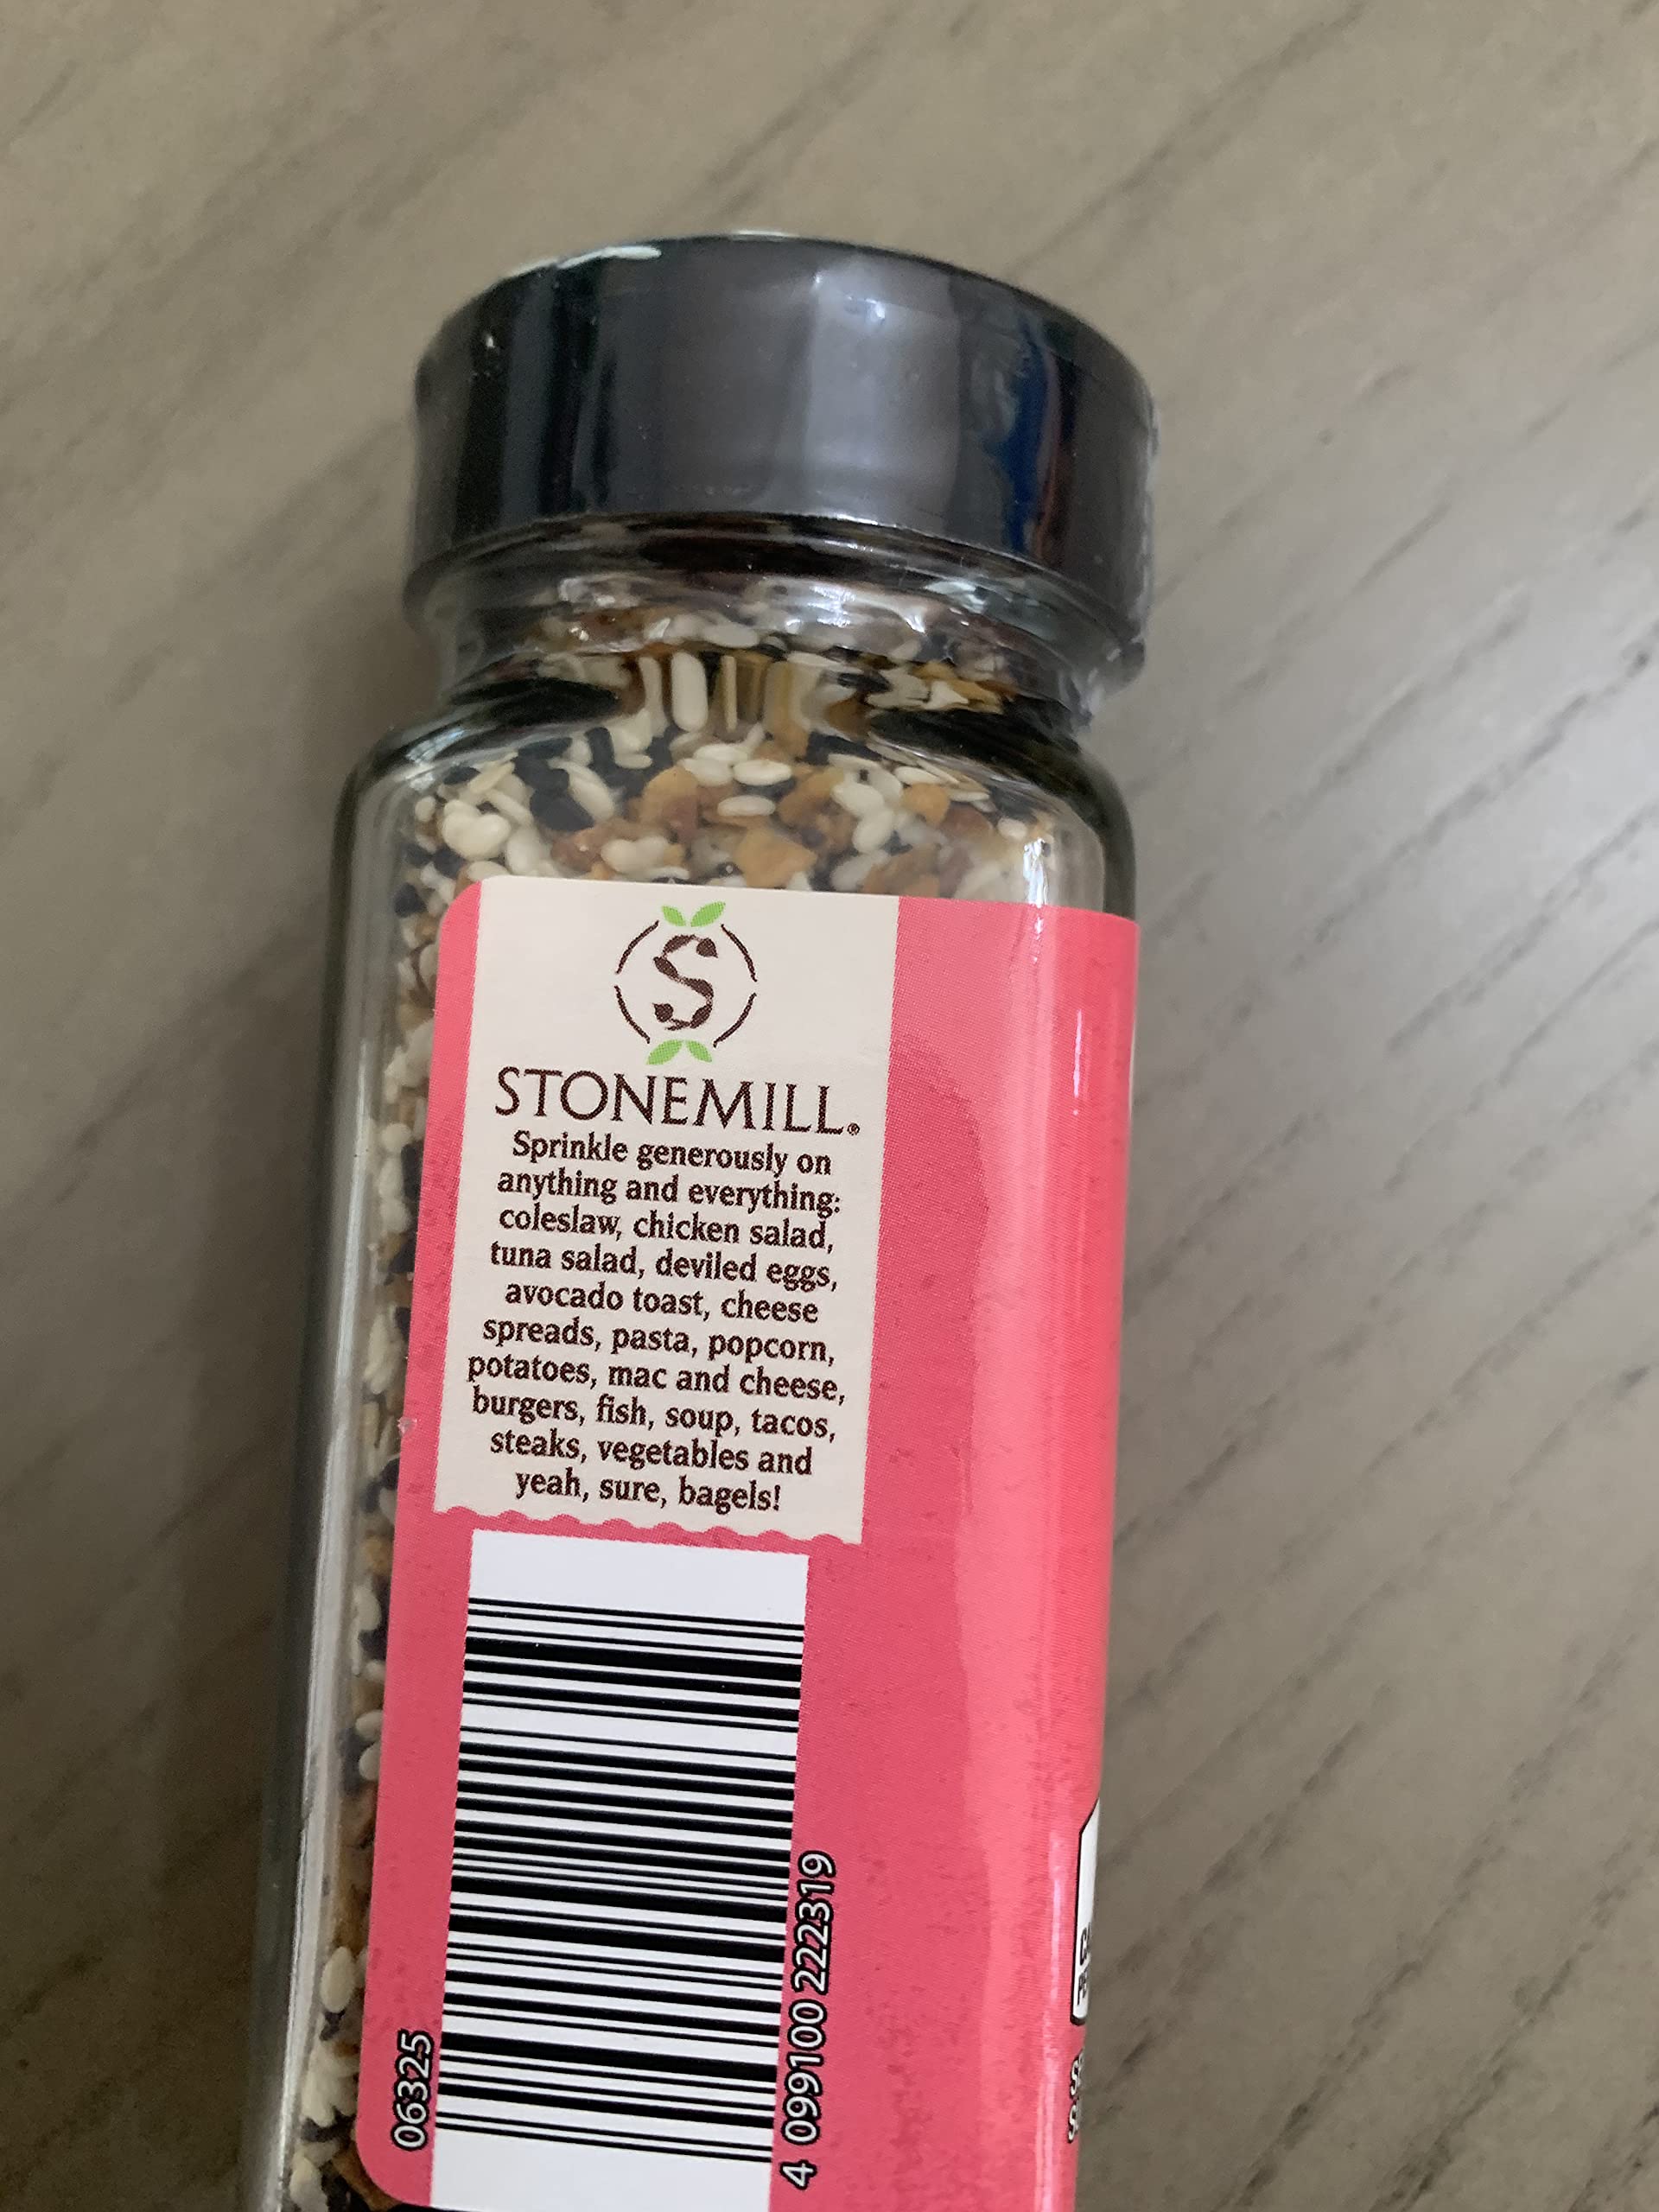 S
STONEMILL®
Sprinkle generously on
anything and everything:
coleslaw, chicken salad,
tuna salad, deviled eggs,
avocado toast, cheese
spreads, pasta, popcorn,
potatoes, mac and cheese,
burgers, fish, soup, tacos,
steaks, vegetables and
yeah, sure, bagels!
06325
4 099100 222319